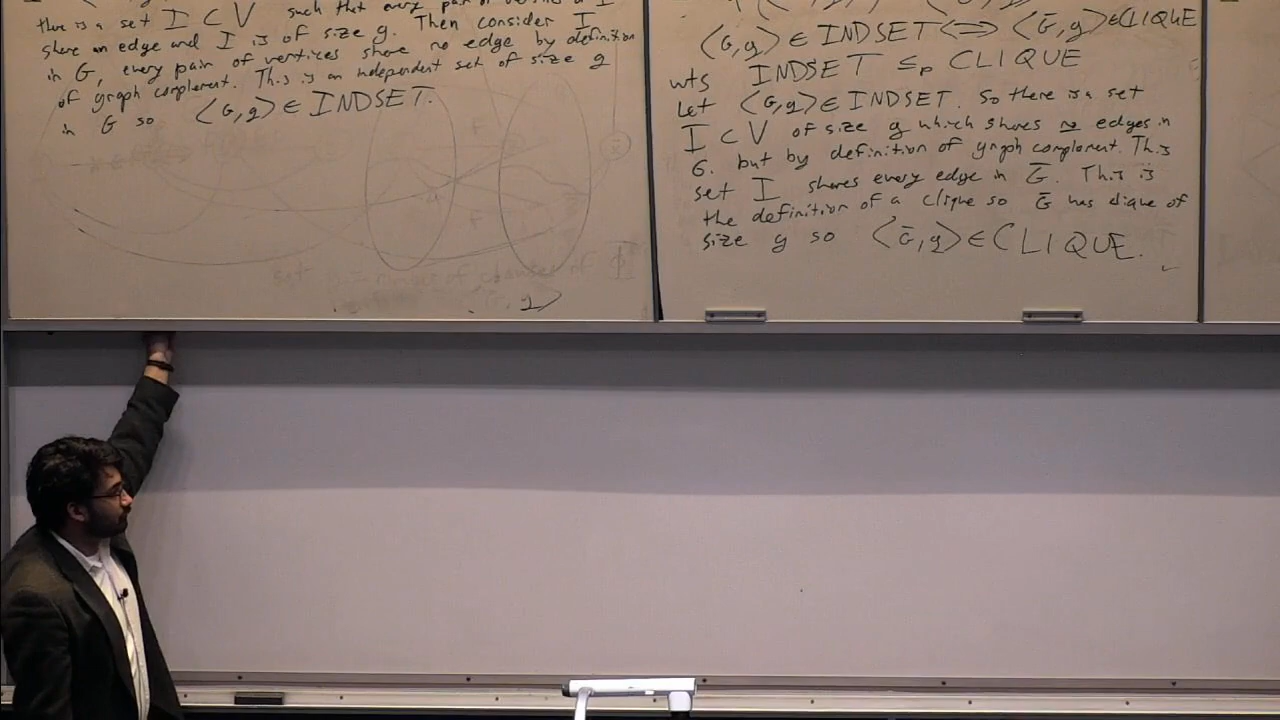 there is a set I ⊂ V such that every pair of
share an edge and I is of size g. Then consider I
in G, every pair of vertices share no edge by definition
of graph complement. This is an independent set of size g
in G so ⟨G,g⟩ ∈ INDSET.
⟨G,g⟩ ∈ INDSET ⟺ ⟨Ḡ,g⟩ ∈ CLIQUE
wts INDSET ≤p CLIQUE
Let ⟨G,g⟩ ∈ INDSET. So there is a set
I ⊂ V of size g which shares no edges in
G. but by definition of graph complement. This
set I shares every edge in Ḡ. This is
the definition of a clique so Ḡ has clique of
size g so ⟨Ḡ,g⟩ ∈ CLIQUE.